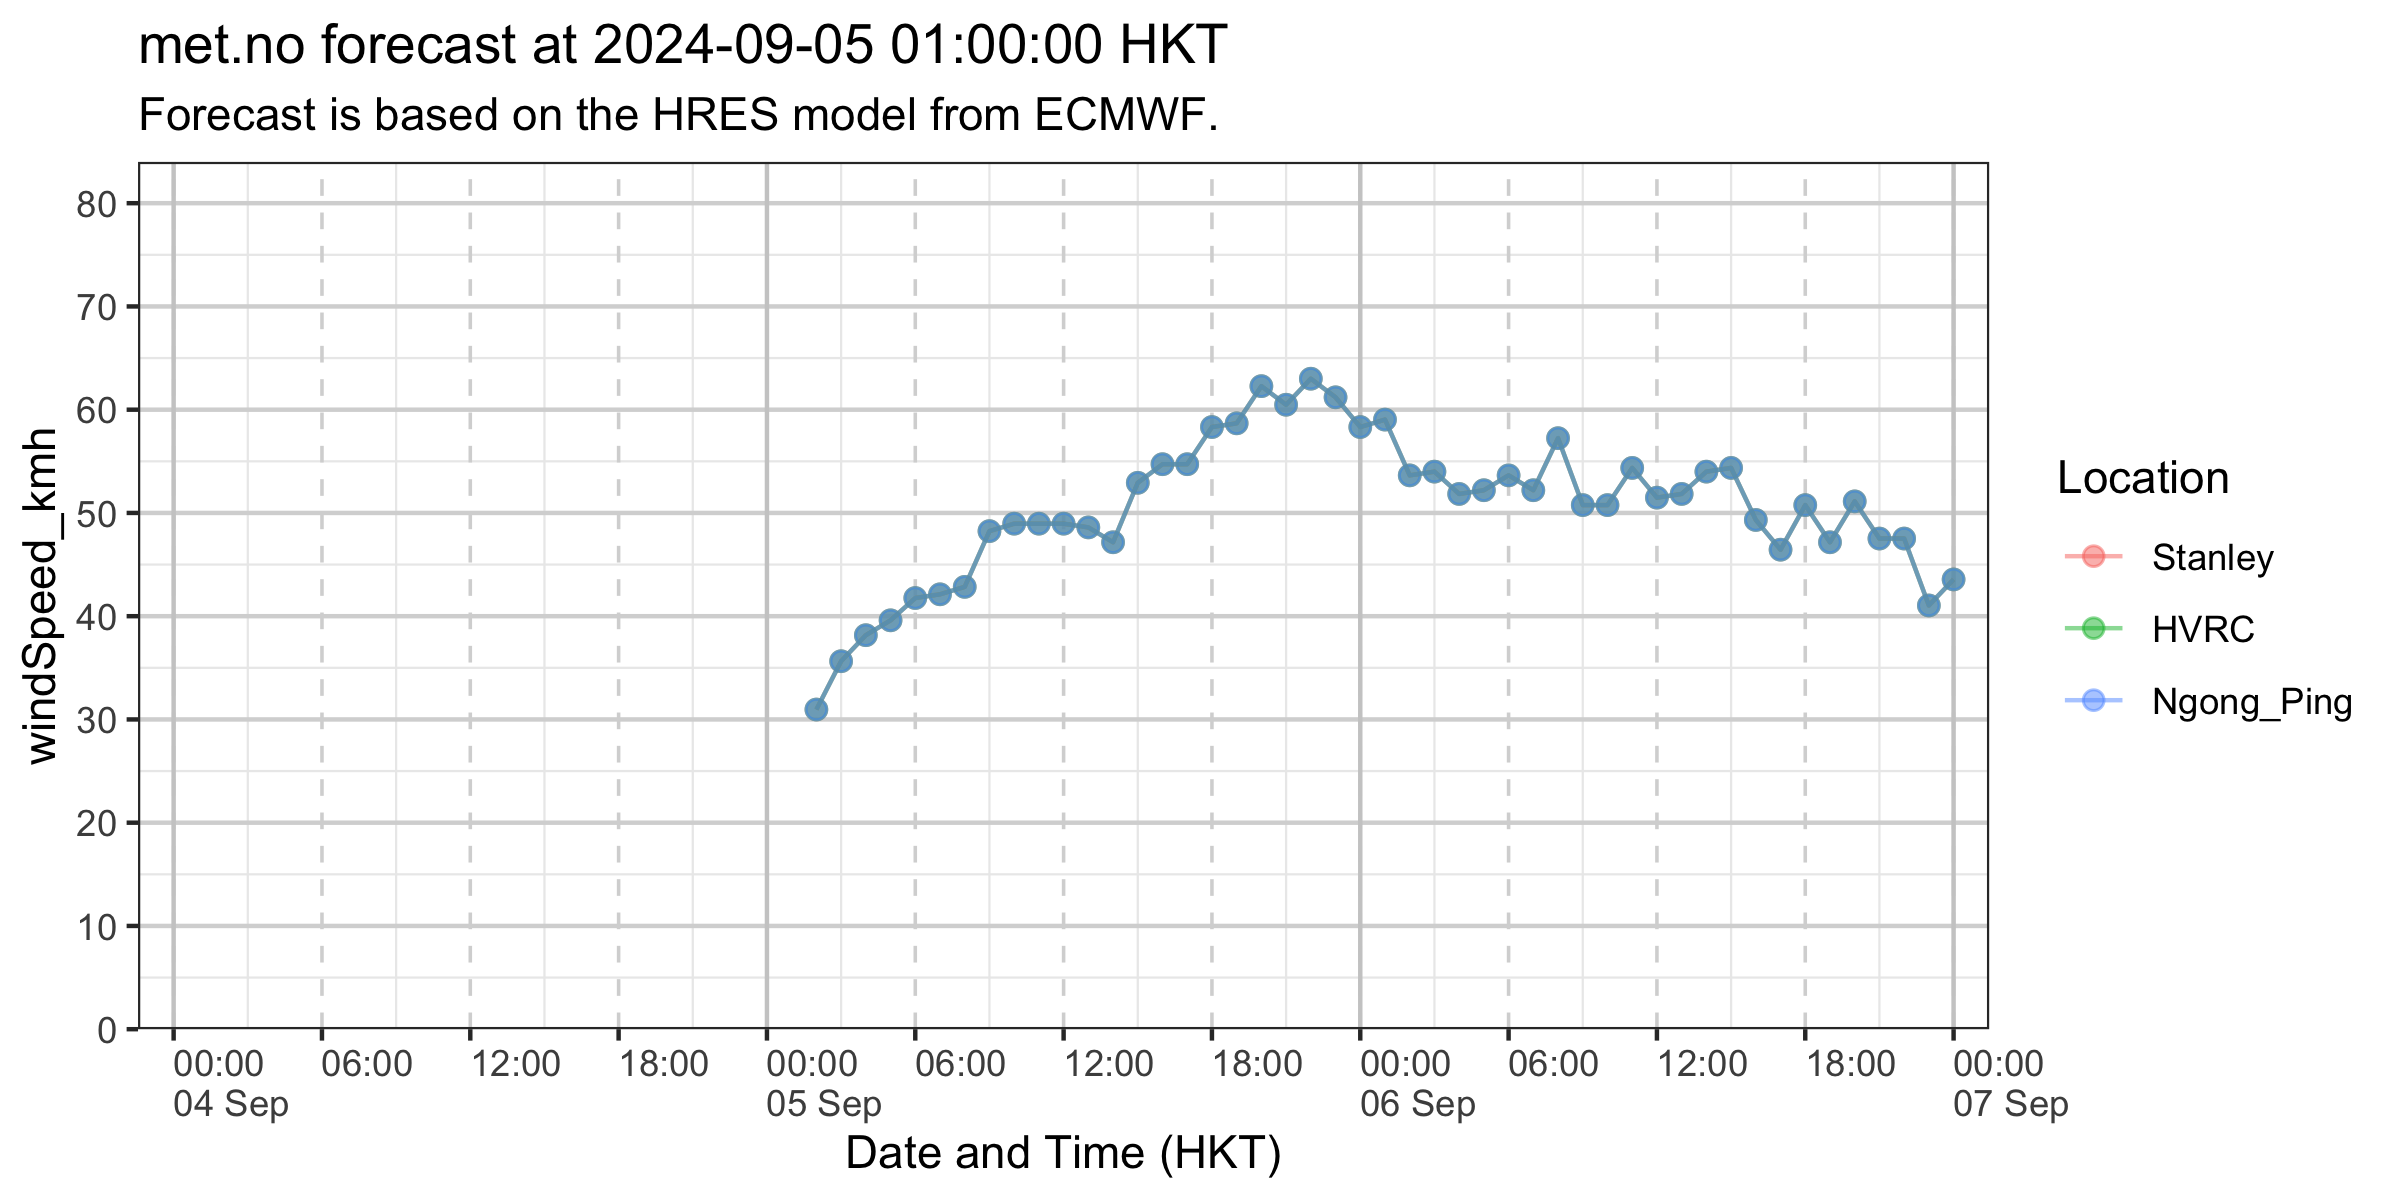 met.no forecast at 2024-09-05 01:00:00 HKT
Forecast is based on the HRES model from ECMWF.
windSpeed_kmh
80
70
60
50
40
30
20
10
0
00:00 06:00 12:00 18:00 00:00 06:00 12:00 18:00 00:00 06:00 12:00 18:00 00:00
04 Sep 05 Sep 06 Sep 07 Sep
Date and Time (HKT)
Location
Stanley
HVRC
Ngong_Ping